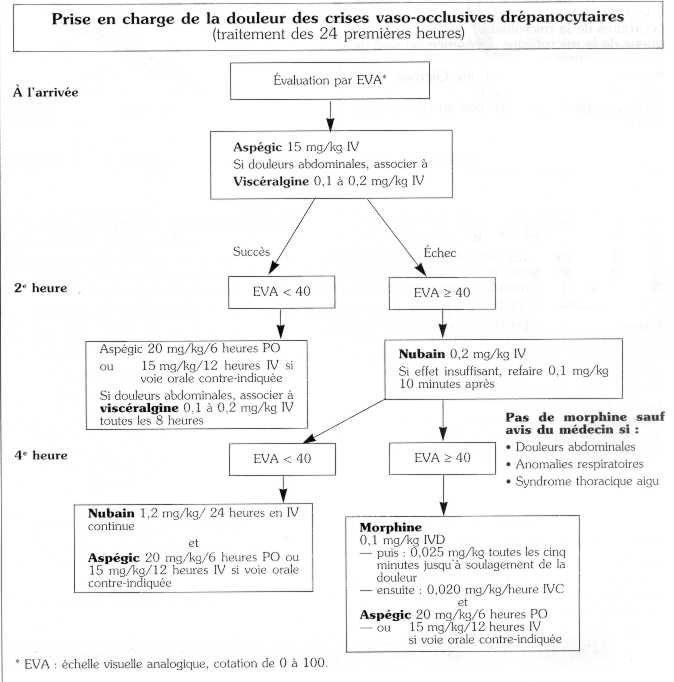 Prise en charge de la douleur des crises vaso-occlusives drépanocytaires
(traitement des 24 premières heures)
À l'arrivée
Évaluation par EVA*
Aspégic 15 mg/kg IV
Si douleurs abdominales, associer à
Viscéralgine 0,1 à 0,2 mg/kg IV
Succès
Échec
2e heure
EVA < 40
EVA ≥ 40
Aspégic 20 mg/kg/6 heures PO
ou 15 mg/kg/12 heures IV si
voie orale contre-indiquée
Si douleurs abdominales, associer à
viscéralgine 0,1 à 0,2 mg/kg IV
toutes les 8 heures
Nubain 0,2 mg/kg IV
Si effet insuffisant, refaire 0,1 mg/kg
10 minutes après
Pas de morphine sauf
avis du médecin si :
• Douleurs abdominales
• Anomalies respiratoires
• Syndrome thoracique aigu
4e heure
EVA < 40
EVA ≥ 40
Nubain 1,2 mg/kg/ 24 heures en IV
continue
et
Aspégic 20 mg/kg/6 heures PO ou
15 mg/kg/12 heures IV si voie orale
contre-indiquée
Morphine
0,1 mg/kg IVD
— puis : 0,025 mg/kg toutes les cinq
minutes jusqu'à soulagement de la
douleur
— ensuite : 0,020 mg/kg/heure IVC
et
Aspégic 20 mg/kg/6 heures PO
— ou 15 mg/kg/12 heures IV
si voie orale contre-indiquée
* EVA : échelle visuelle analogique, cotation de 0 à 100.